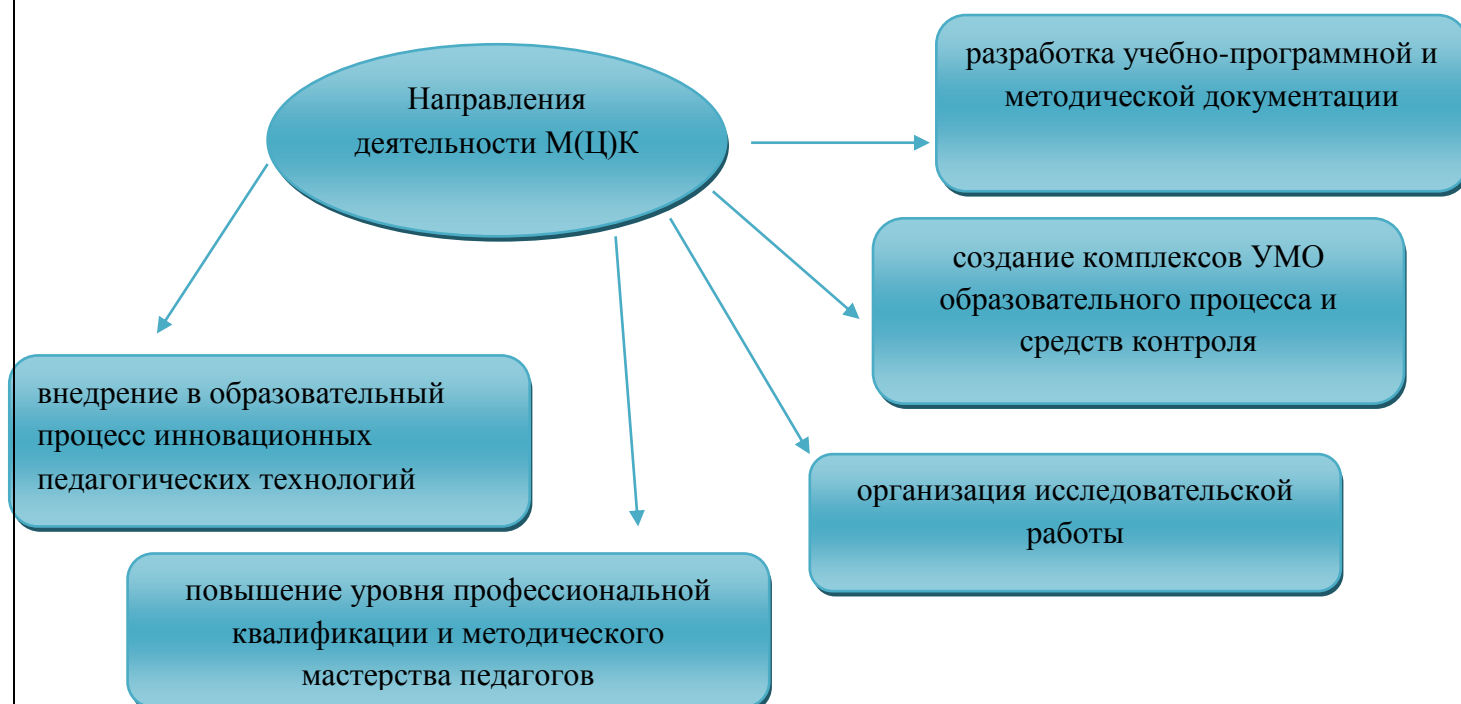 Направления
деятельности М(Ц)К
разработка учебно-программной и
методической документации
создание комплексов УМО
образовательного процесса и
средств контроля
внедрение в образовательный
процесс инновационных
педагогических технологий
организация исследовательской
работы
повышение уровня профессиональной
квалификации и методического
мастерства педагогов